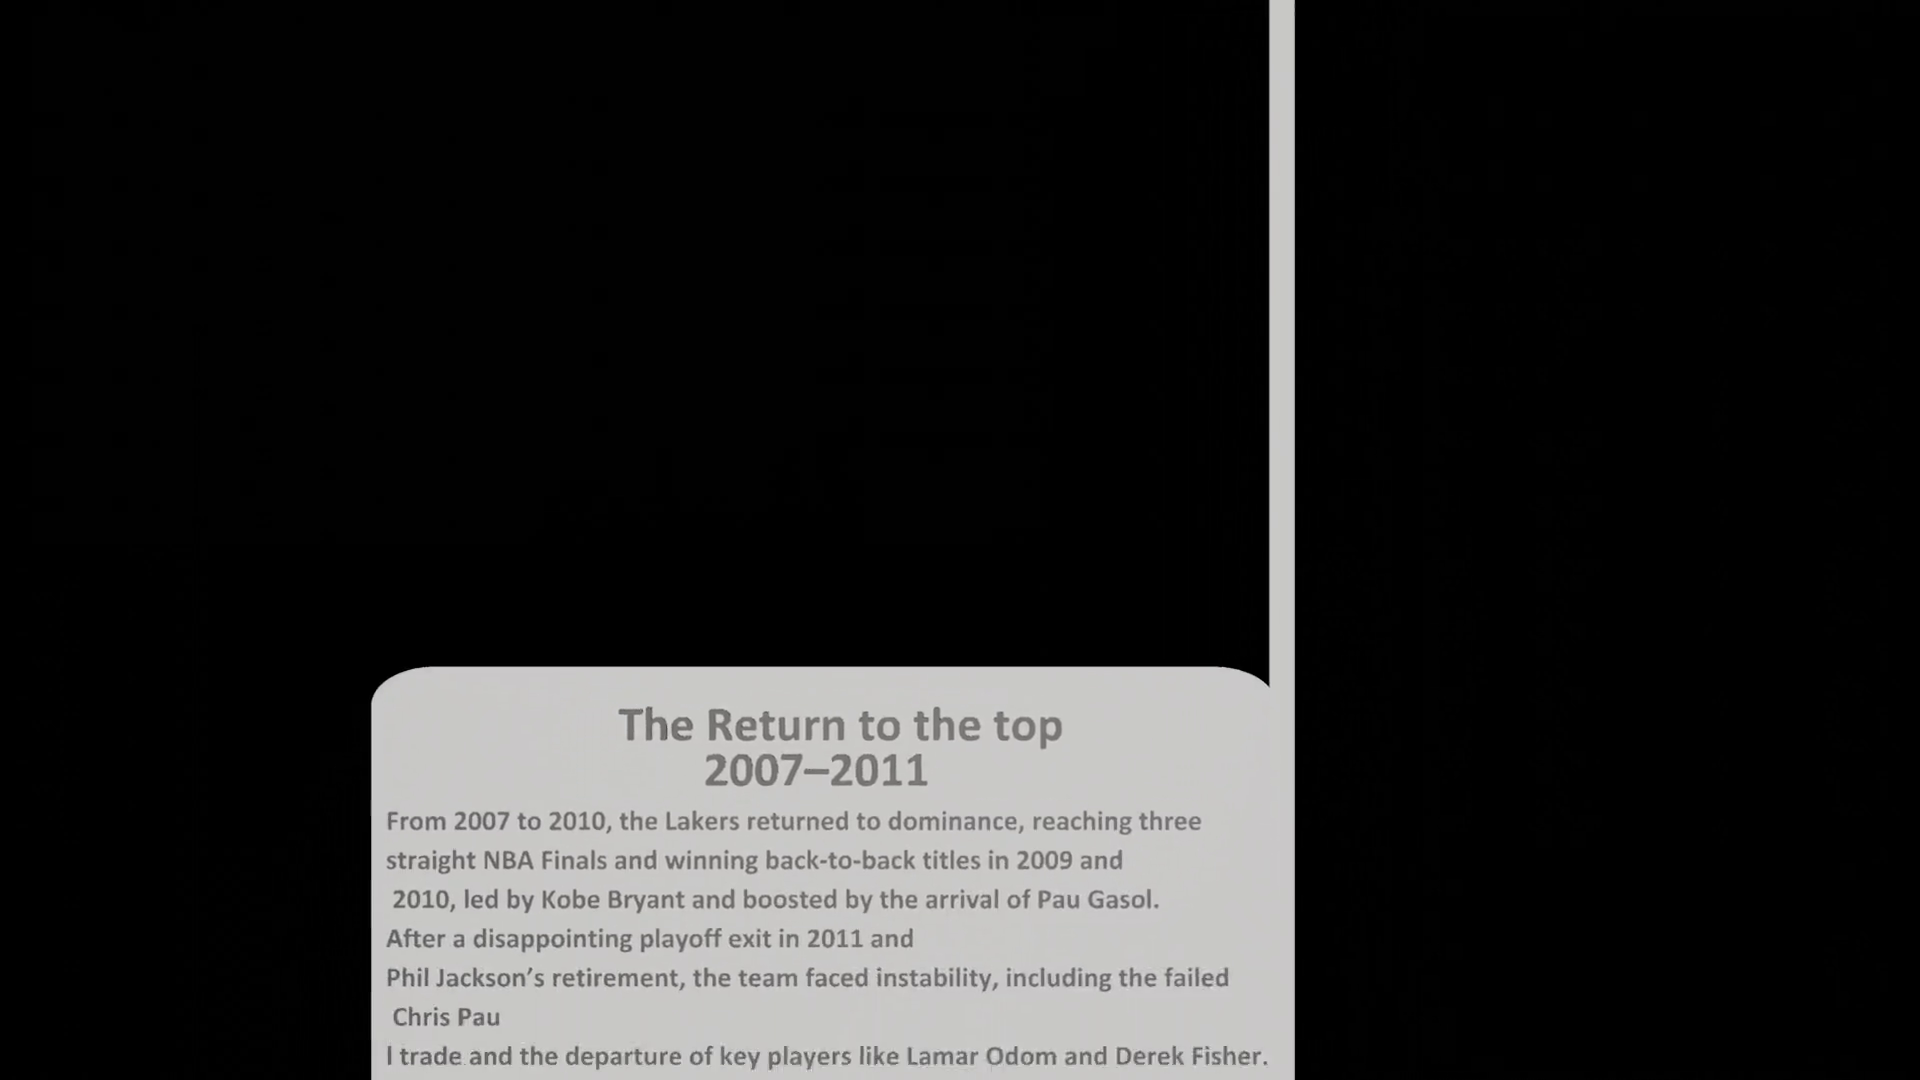 The Return to the top
2007–2011
From 2007 to 2010, the Lakers returned to dominance, reaching three
straight NBA Finals and winning back-to-back titles in 2009 and
2010, led by Kobe Bryant and boosted by the arrival of Pau Gasol.
After a disappointing playoff exit in 2011 and
Phil Jackson’s retirement, the team faced instability, including the failed
Chris Pau
l trade and the departure of key players like Lamar Odom and Derek Fisher.